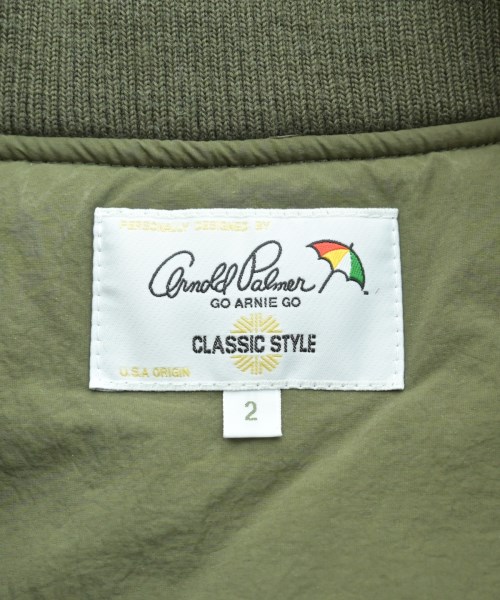 PERSONALLY DESIGNED BY
Arnold Palmer
GO ARNIE GO
CLASSIC STYLE
U.S.A ORIGIN
2